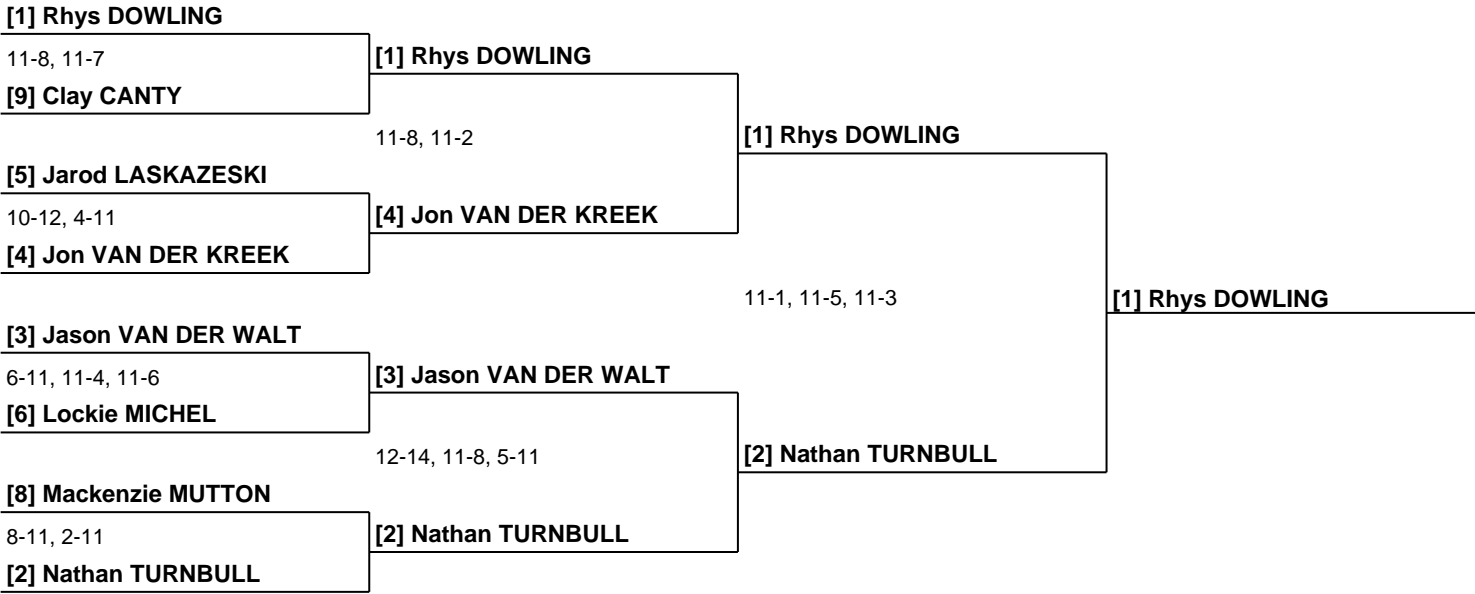 [1] Rhys DOWLING
11-8, 11-7
[1] Rhys DOWLING
[9] Clay CANTY
11-8, 11-2
[1] Rhys DOWLING
[5] Jarod LASKAZESKI
10-12, 4-11
[4] Jon VAN DER KREEK
[4] Jon VAN DER KREEK
11-1, 11-5, 11-3
[1] Rhys DOWLING
[3] Jason VAN DER WALT
6-11, 11-4, 11-6
[3] Jason VAN DER WALT
[6] Lockie MICHEL
12-14, 11-8, 5-11
[2] Nathan TURNBULL
[8] Mackenzie MUTTON
8-11, 2-11
[2] Nathan TURNBULL
[2] Nathan TURNBULL